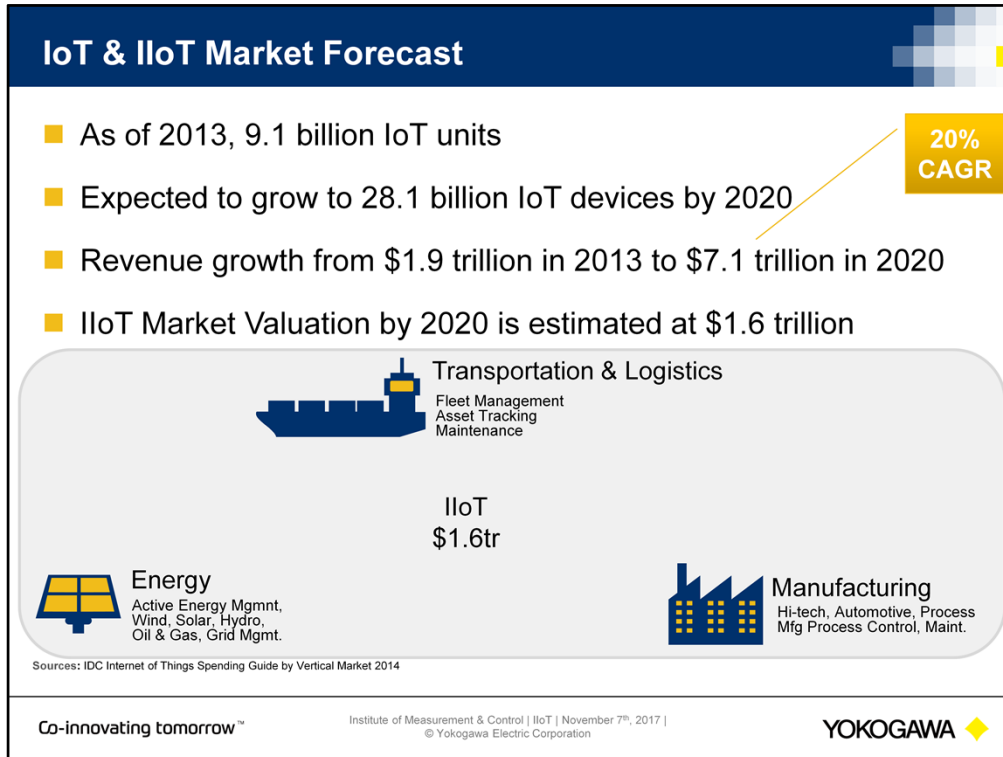 IoT & IIoT Market Forecast
As of 2013, 9.1 billion IoT units
20%
CAGR
Expected to grow to 28.1 billion IoT devices by 2020
Revenue growth from $1.9 trillion in 2013 to $7.1 trillion in 2020
IIoT Market Valuation by 2020 is estimated at $1.6 trillion
Transportation & Logistics
Fleet Management
Asset Tracking
Maintenance
IIoT
$1.6tr
Energy
Active Energy Mgmnt,
Wind, Solar, Hydro,
Oil & Gas, Grid Mgmt.
Manufacturing
Hi-tech, Automotive, Process
Mfg Process Control, Maint.
Sources: IDC Internet of Things Spending Guide by Vertical Market 2014
Co-innovating tomorrow™
Institute of Measurement & Control | IIoT | November 7th, 2017 |
© Yokogawa Electric Corporation
YOKOGAWA